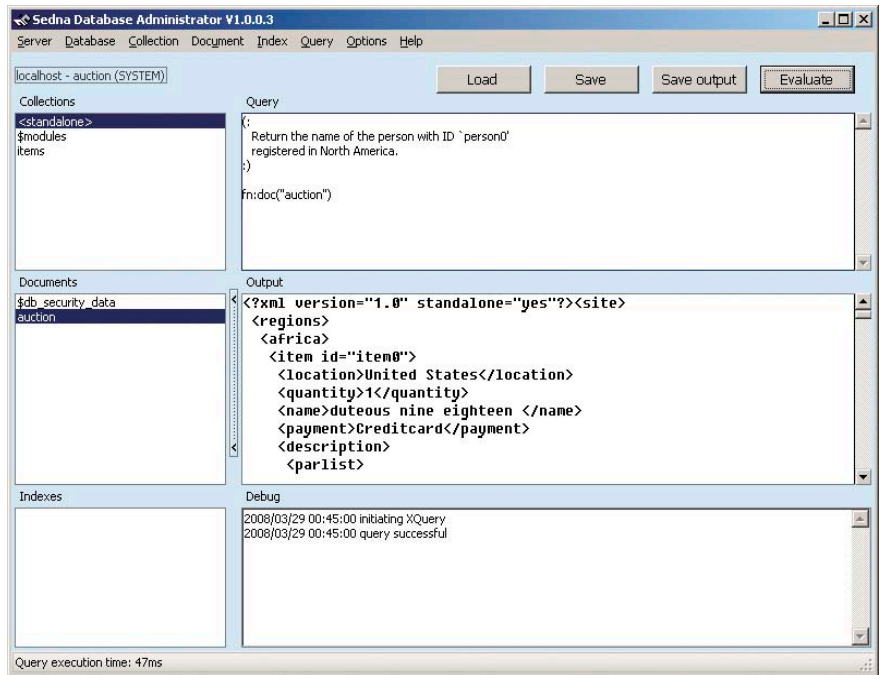 Sedna Database Administrator V1.0.0.3
Server Database Collection Document Index Query Options Help
localhost - auction (SYSTEM)
Load Save Save output Evaluate
Collections
<standalone>
$modules
items
Query
(:
Return the name of the person with ID `person0'
registered in North America.
:)
fn:doc("auction")
Documents
$db_security_data
auction
Output
<?xml version="1.0" standalone="yes"?><site>
<regions>
<africa>
<item id="item0">
<location>United States</location>
<quantity>1</quantity>
<name>duteous nine eighteen </name>
<payment>Creditcard</payment>
<description>
<parlist>
Indexes
Debug
2008/03/29 00:45:00 initiating XQuery
2008/03/29 00:45:00 query successful
Query execution time: 47ms